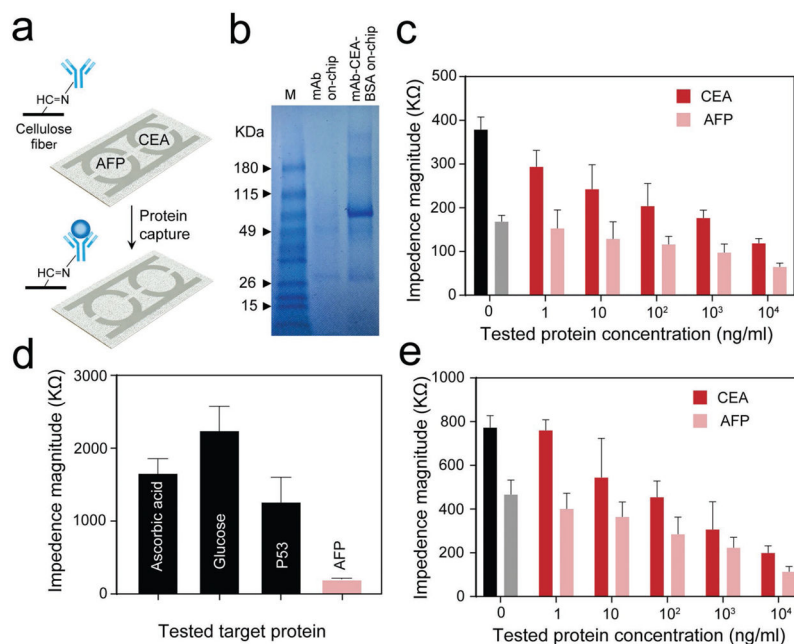 a
HC=N
Cellulose
fiber
CEA
AFP
Protein
capture
HC=N
b
M
mAb
on-chip
mAb-CEA-
BSA on-chip
KDa
180
115
49
26
15
c
Impedence magnitude (KΩ)
400
300
200
100
0
CEA
AFP
0
1
10
10²
10³
10⁴
Tested protein concentration (ng/ml)
d
Impedence magnitude (KΩ)
3000
2000
1000
0
Ascorbic acid
Glucose
P53
AFP
Tested target protein
e
Impedence magnitude (KΩ)
1000
800
600
400
200
0
CEA
AFP
0
1
10
10²
10³
10⁴
Tested protein concentration (ng/ml)